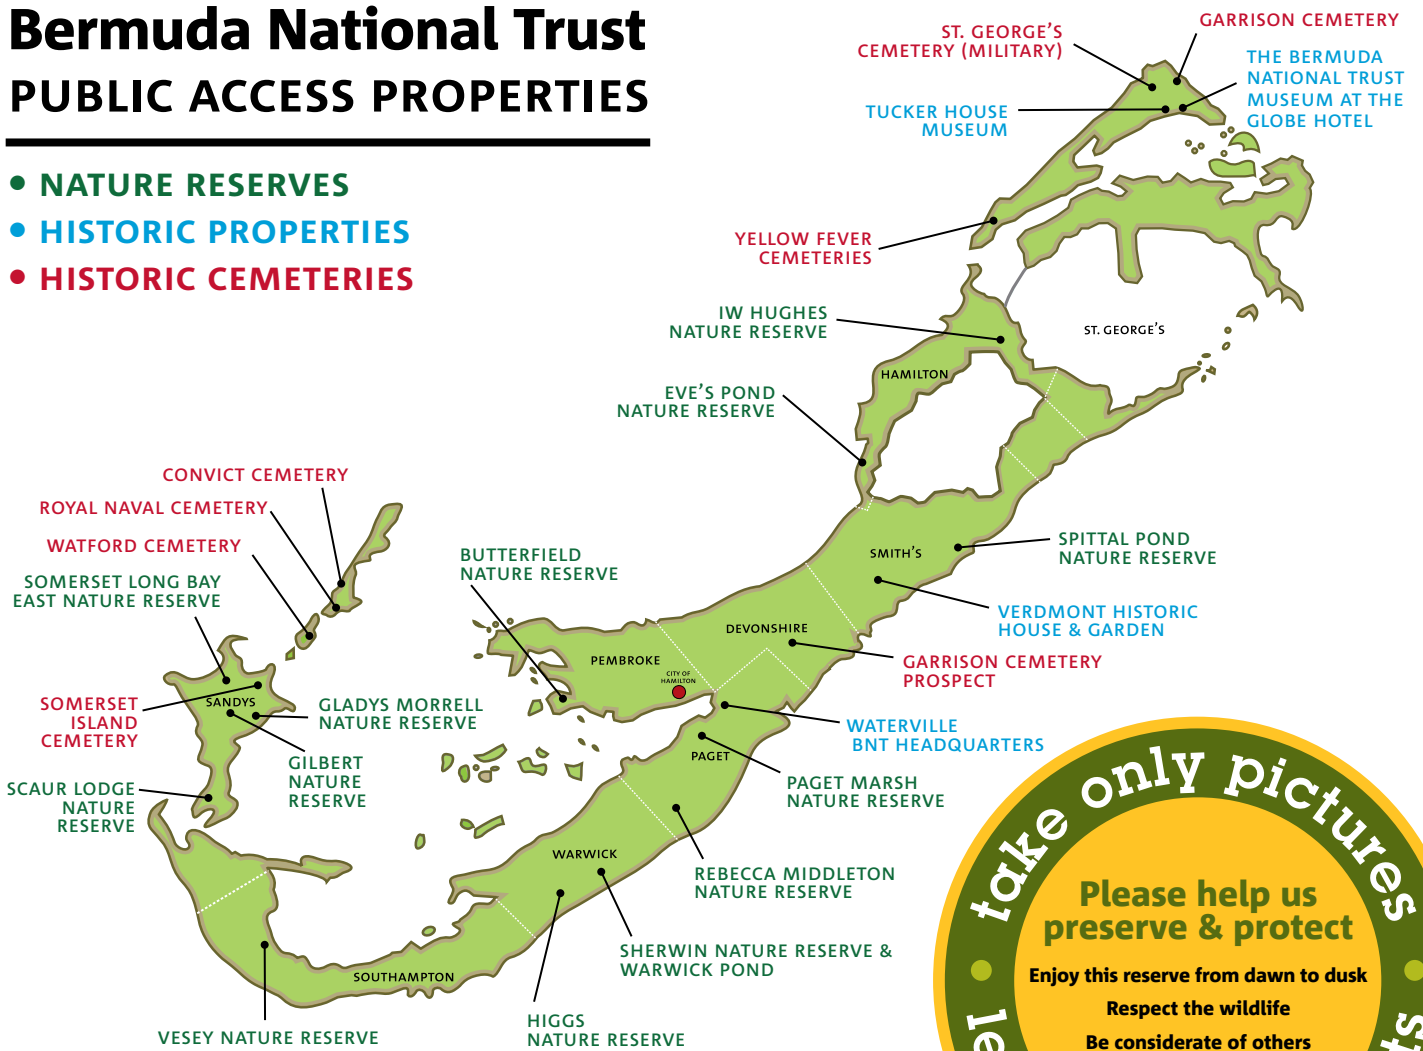 Bermuda National Trust
PUBLIC ACCESS PROPERTIES
• NATURE RESERVES
• HISTORIC PROPERTIES
• HISTORIC CEMETERIES
ST. GEORGE'S
CEMETERY (MILITARY)
GARRISON CEMETERY
THE BERMUDA
NATIONAL TRUST
MUSEUM AT THE
GLOBE HOTEL
TUCKER HOUSE
MUSEUM
YELLOW FEVER
CEMETERIES
IW HUGHES
NATURE RESERVE
ST. GEORGE'S
HAMILTON
EVE'S POND
NATURE RESERVE
CONVICT CEMETERY
ROYAL NAVAL CEMETERY
WATFORD CEMETERY
SOMERSET LONG BAY
EAST NATURE RESERVE
BUTTERFIELD
NATURE RESERVE
SMITH'S
SPITTAL POND
NATURE RESERVE
VERDMONT HISTORIC
HOUSE & GARDEN
DEVONSHIRE
GARRISON CEMETERY
PROSPECT
PEMBROKE
CITY OF
HAMILTON
SOMERSET
ISLAND
CEMETERY
SANDYS
GLADYS MORRELL
NATURE RESERVE
GILBERT
NATURE
RESERVE
WATERVILLE
BNT HEADQUARTERS
PAGET
PAGET MARSH
NATURE RESERVE
SCAUR LODGE
NATURE
RESERVE
WARWICK
REBECCA MIDDLETON
NATURE RESERVE
SHERWIN NATURE RESERVE &
WARWICK POND
SOUTHAMPTON
HIGGS
NATURE RESERVE
VESEY NATURE RESERVE
take only pictures
Please help us
preserve & protect
Enjoy this reserve from dawn to dusk
Respect the wildlife
Be considerate of others